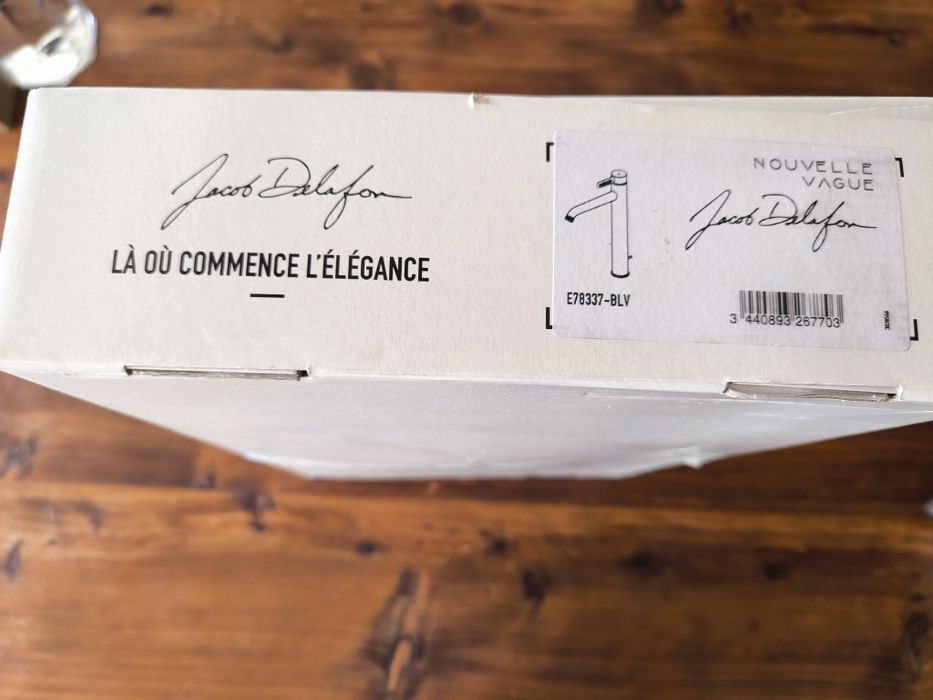 Jacob Delafon
LÀ OÙ COMMENCE L'ÉLÉGANCE
NOUVELLE
VAGUE
Jacob Delafon
E78337-BLV
3 440893 267703